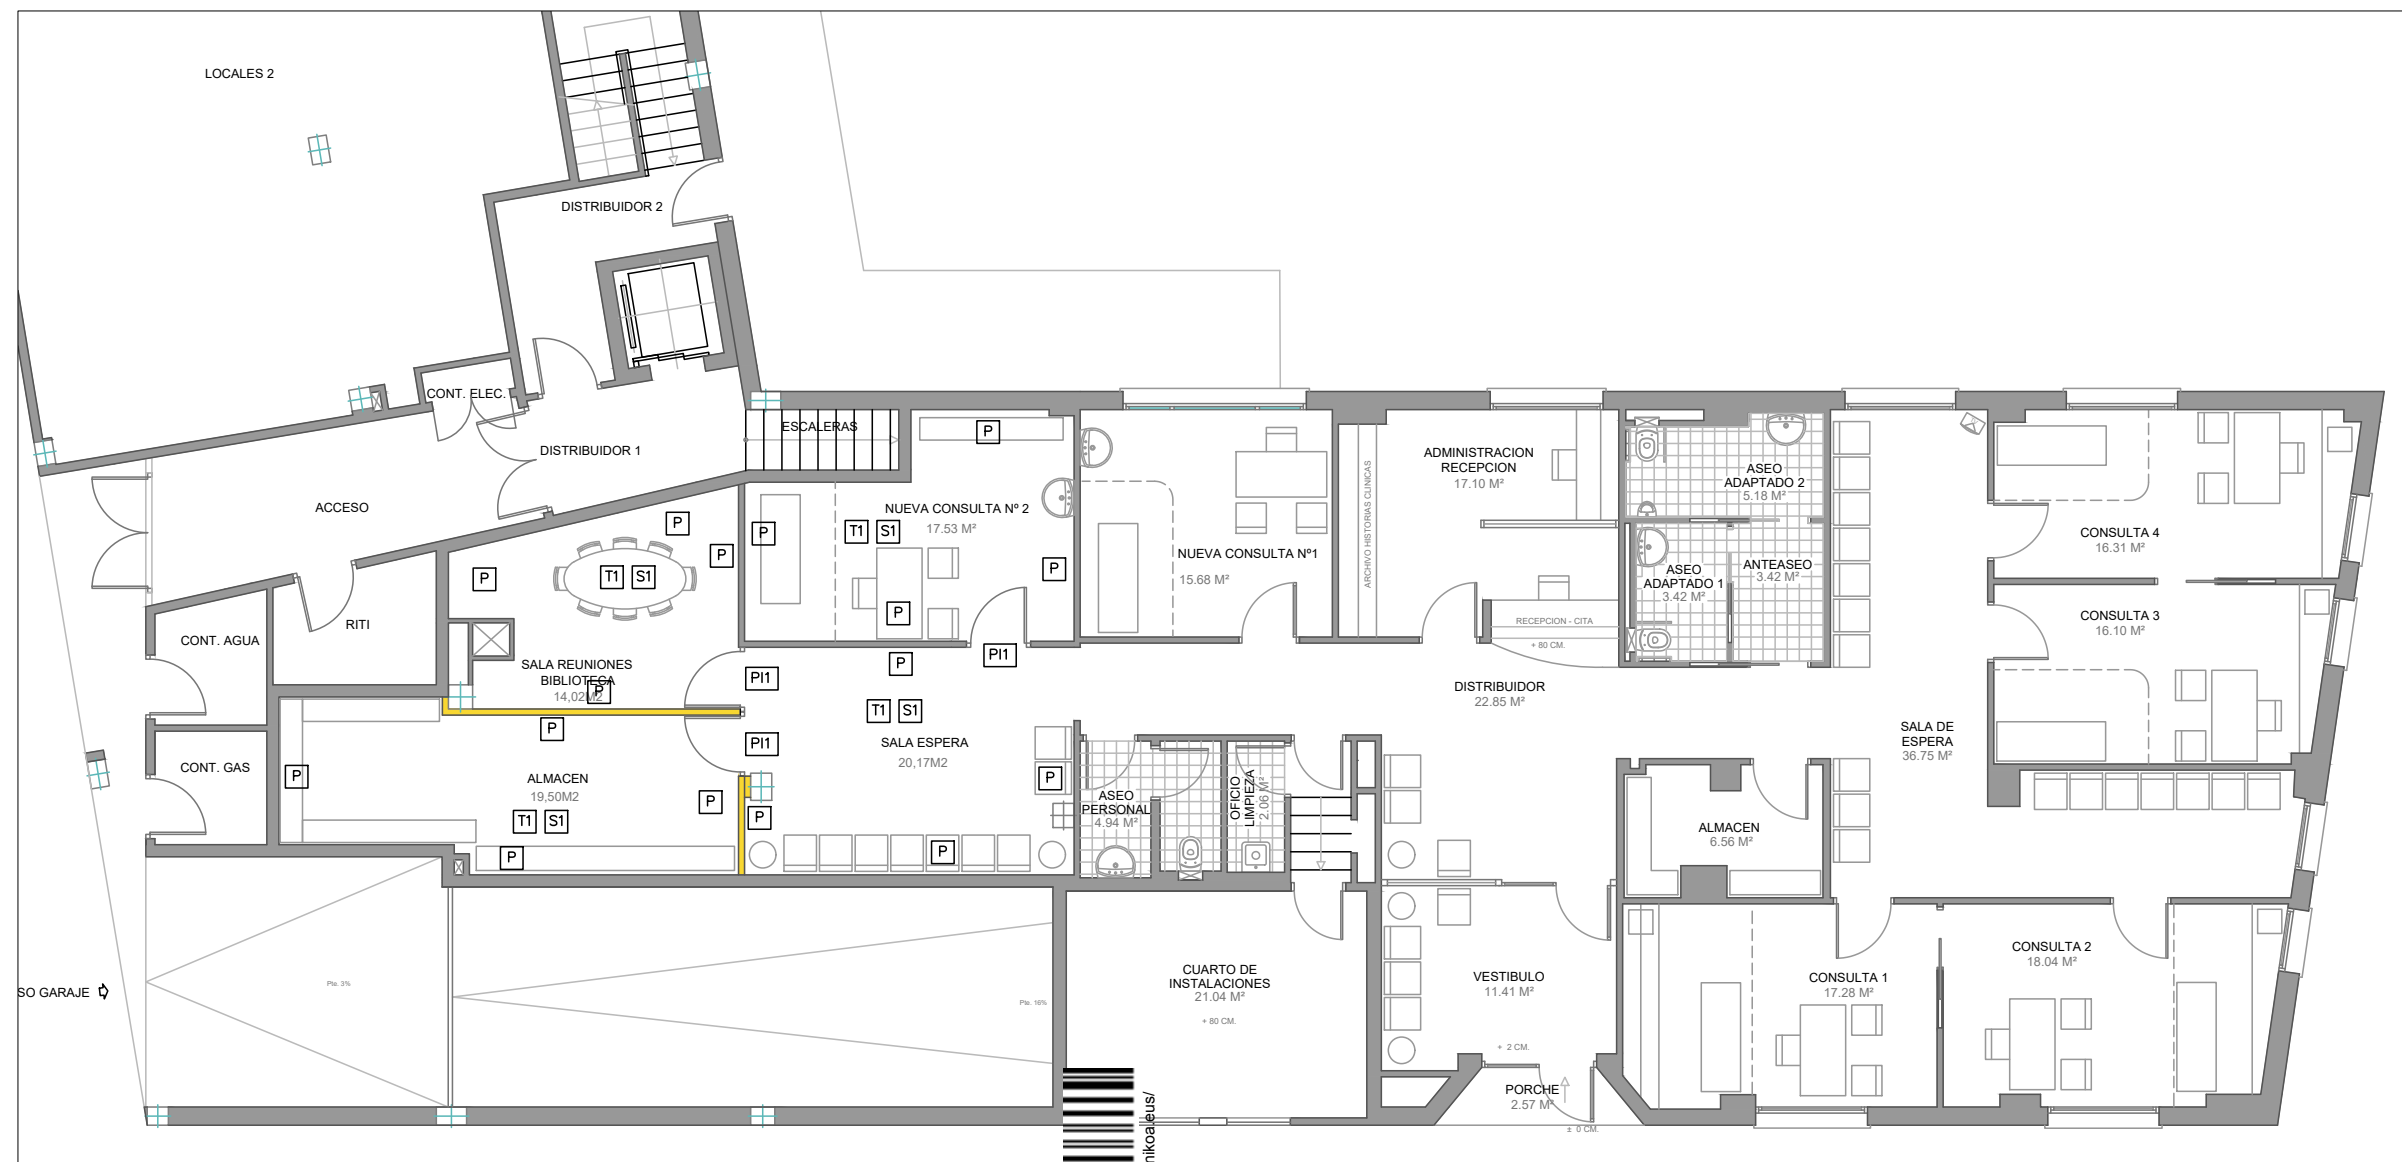 LOCALES 2
DISTRIBUIDOR 2
CONT. ELEC.
ESCALERAS
DISTRIBUIDOR 1
ACCESO
RITI
CONT. AGUA
CONT. GAS
P
P
P
T1 S1
SALA REUNIONES
BIBLIOTECA
14,02M2
P
P
P
P
ALMACEN
19,50M2
T1 S1
P
P
P
P
NUEVA CONSULTA Nº 2
17.53 M²
T1 S1
P
P
PI1
PI1
PI1
P
T1 S1
SALA ESPERA
20,17M2
P
P
P
NUEVA CONSULTA Nº1
15.68 M²
ARCHIVO HISTORIAS CLINICAS
ADMINISTRACION
RECEPCION
17.10 M²
RECEPCION - CITA
+ 80 CM.
ASEO
ADAPTADO 2
5.18 M²
ASEO
ADAPTADO 1
3.42 M²
ANTEASEO
3.42 M²
DISTRIBUIDOR
22.85 M²
SALA DE
ESPERA
36.75 M²
CONSULTA 4
16.31 M²
CONSULTA 3
16.10 M²
ASEO
PERSONAL
4.94 M²
OFICIO
LIMPIEZA
2.06 M²
ALMACEN
6.56 M²
CONSULTA 1
17.28 M²
CONSULTA 2
18.04 M²
VESTIBULO
11.41 M²
+ 2 CM.
PORCHE
2.57 M²
± 0 CM.
CUARTO DE
INSTALACIONES
21.04 M²
+ 80 CM.
SO GARAJE
Pte. 3%
Pte. 16%
nikoa.eus/